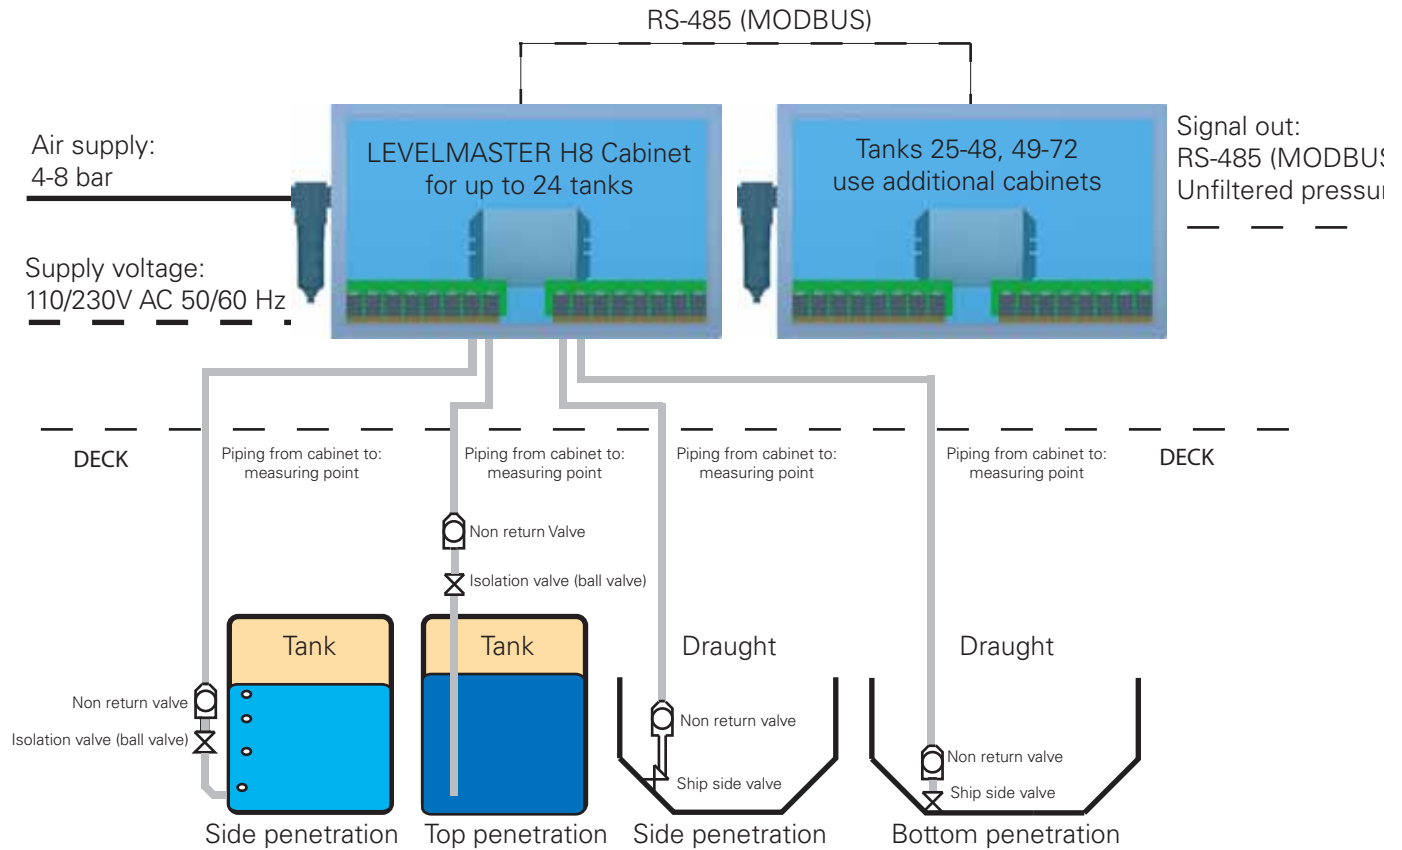 RS-485 (MODBUS)
Air supply:
4-8 bar
LEVELMASTER H8 Cabinet
for up to 24 tanks
Tanks 25-48, 49-72
use additional cabinets
Signal out:
RS-485 (MODBUS
Unfiltered pressur
Supply voltage:
110/230V AC 50/60 Hz
DECK
Piping from cabinet to:
measuring point
Piping from cabinet to:
measuring point
Piping from cabinet to:
measuring point
Piping from cabinet to:
measuring point
DECK
Non return Valve
Isolation valve (ball valve)
Tank
Tank
Draught
Draught
Non return valve
Isolation valve (ball valve)
Non return valve
Ship side valve
Non return valve
Ship side valve
Side penetration
Top penetration
Side penetration
Bottom penetration